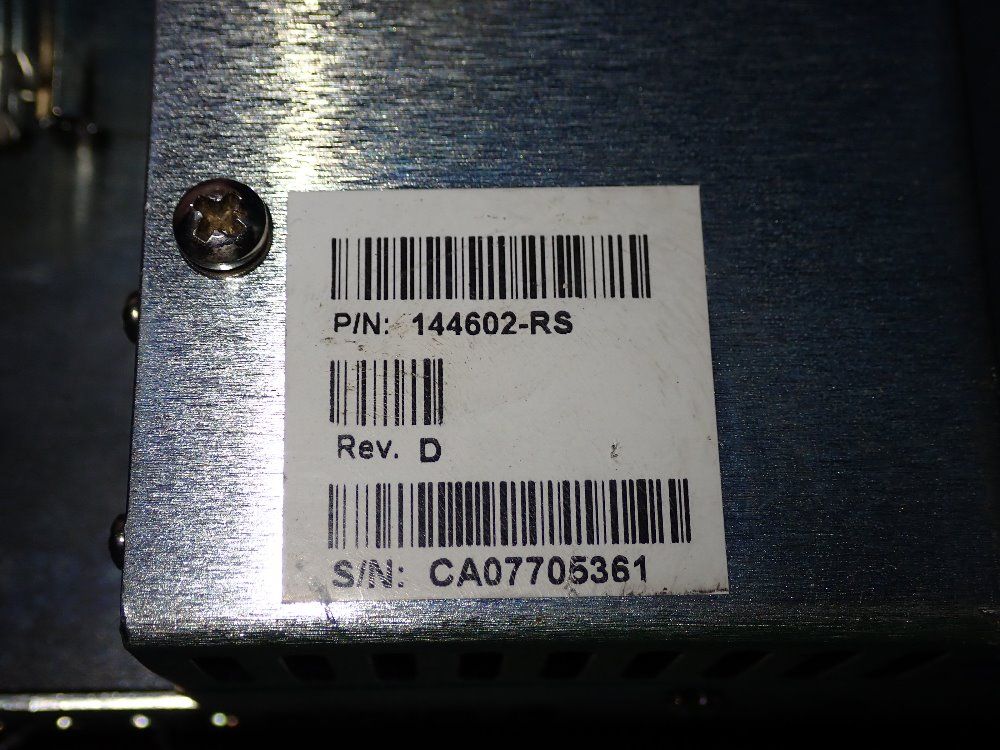 P/N: 144602-RS
Rev. D
S/N: CA07705361